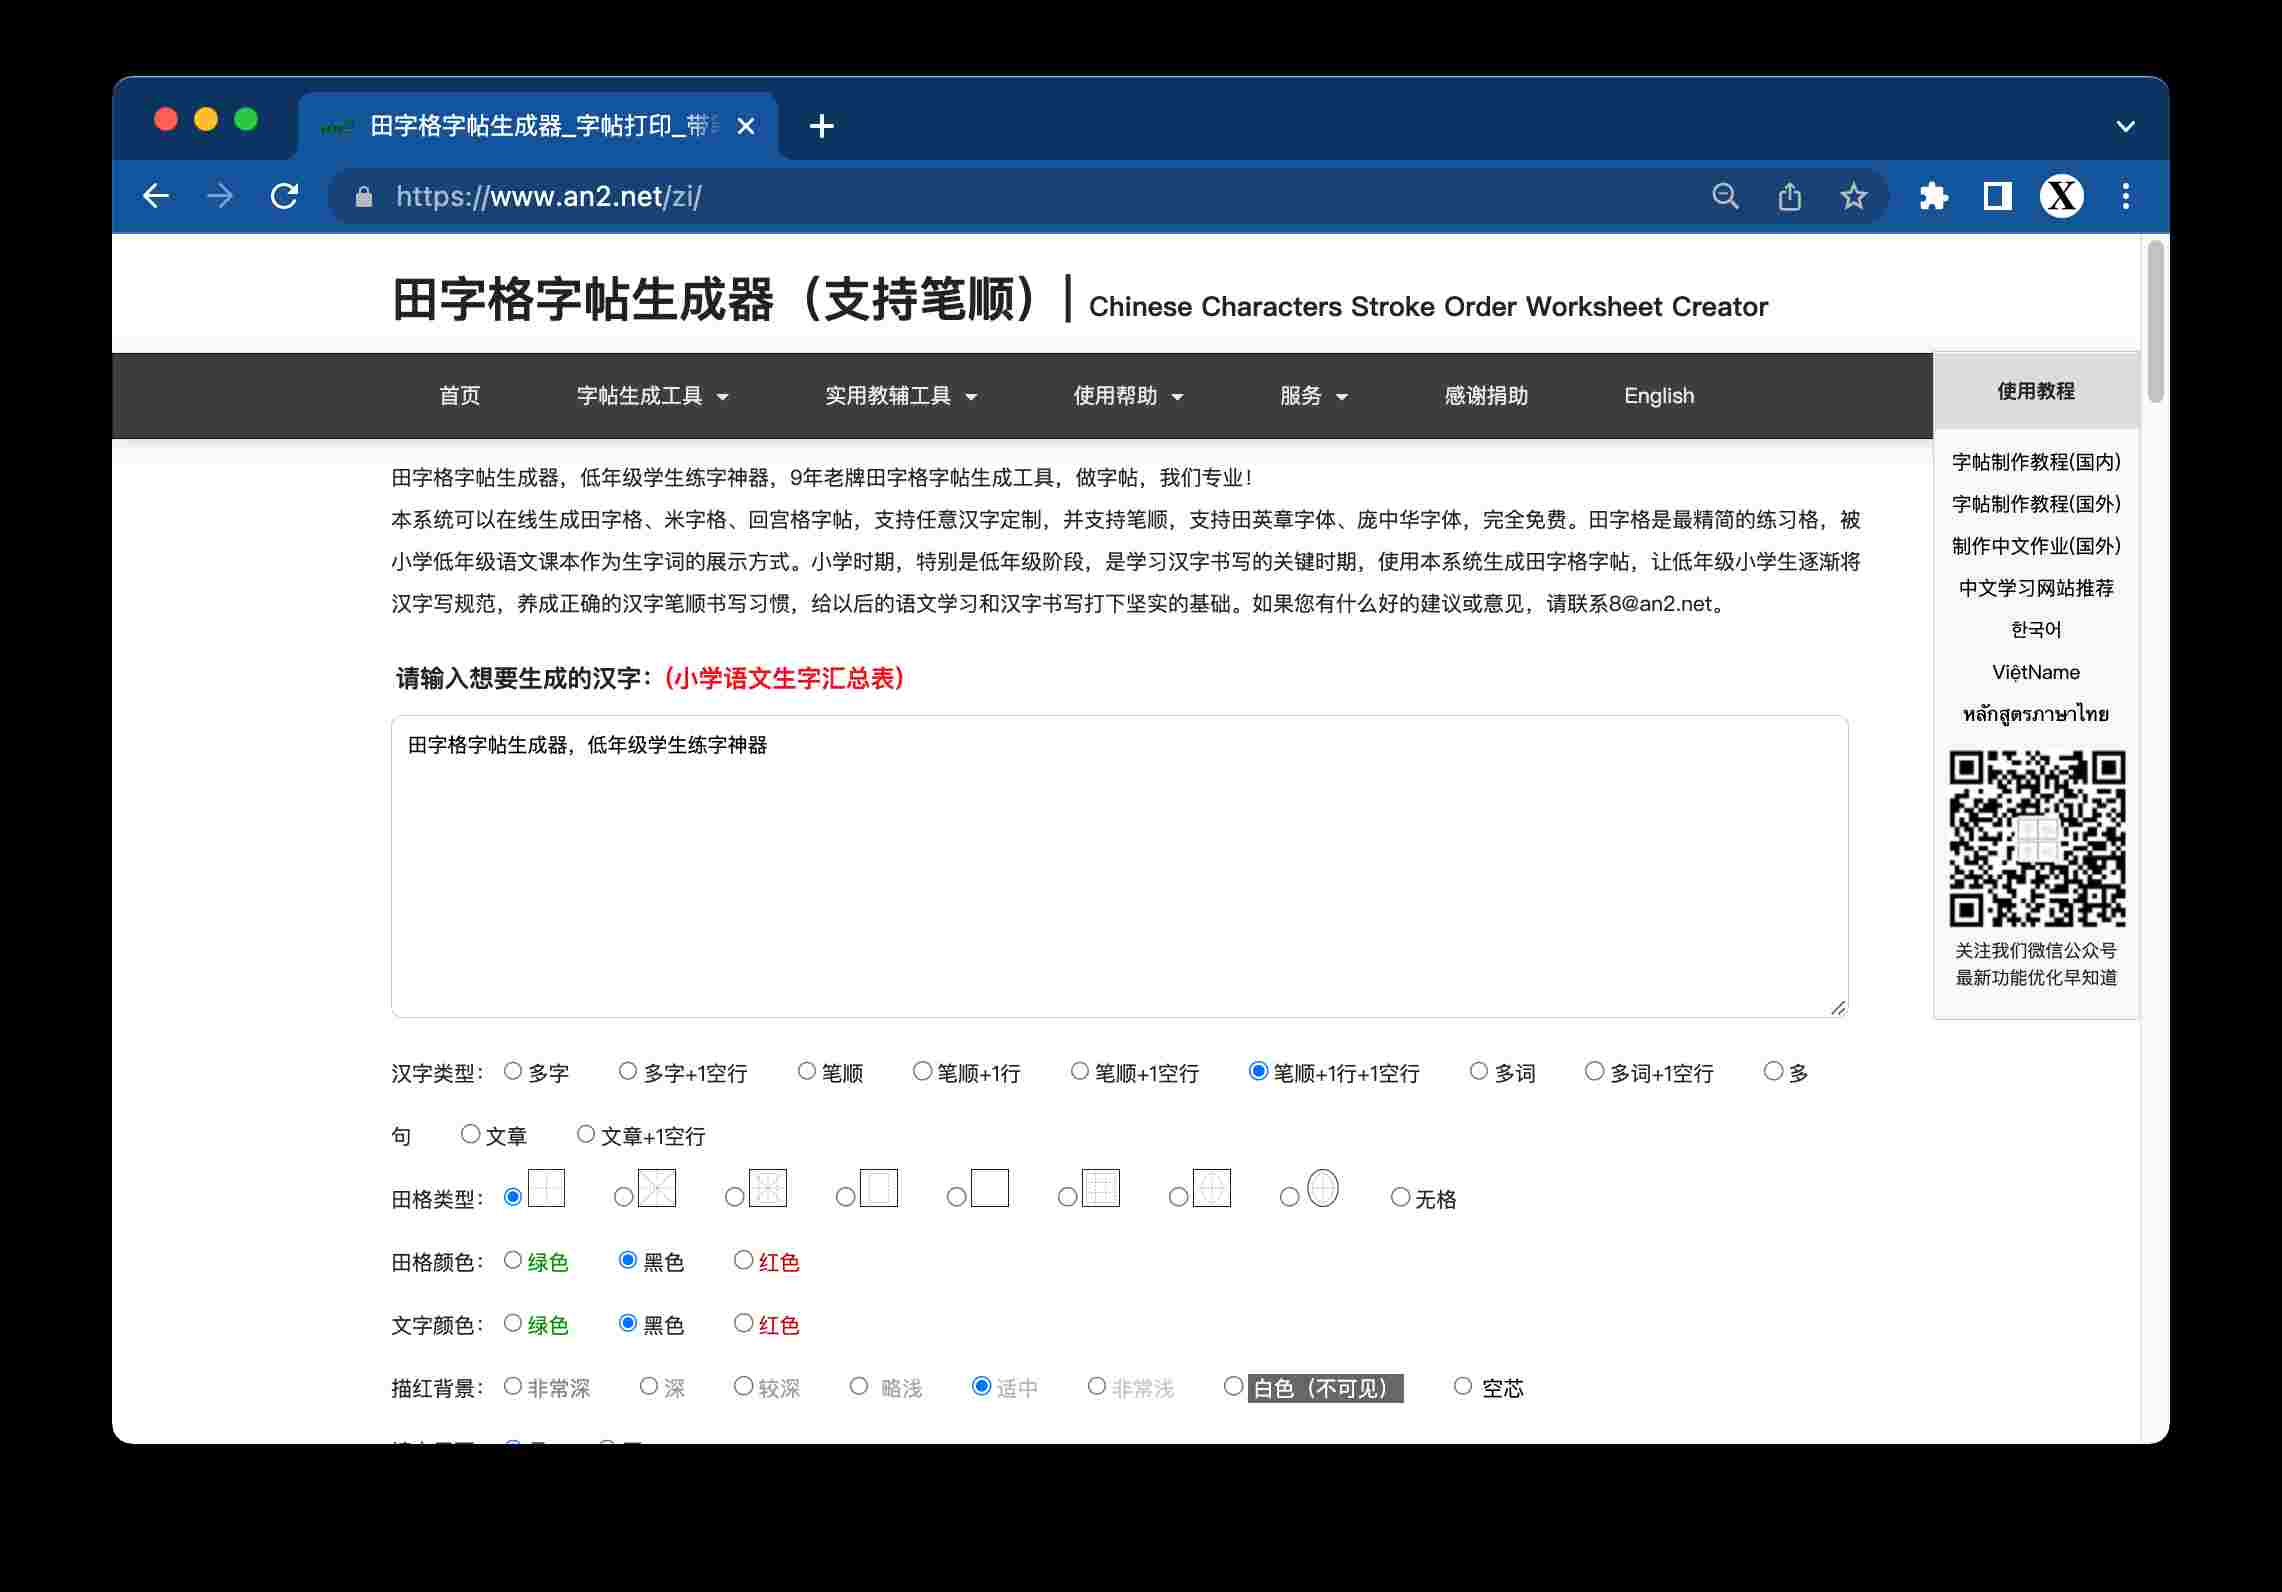 田字格字帖生成器_字帖打印_带
https://www.an2.net/zi/
X
田字格字帖生成器（支持笔顺）| Chinese Characters Stroke Order Worksheet Creator
首页 字帖生成工具 实用教辅工具 使用帮助 服务 感谢捐助 English
田字格字帖生成器，低年级学生练字神器，9年老牌田字格字帖生成工具，做字帖，我们专业！
本系统可以在线生成田字格、米字格、回宫格字帖，支持任意汉字定制，并支持笔顺，支持田英章字体、庞中华字体，完全免费。田字格是最精简的练习格，被
小学低年级语文课本作为生字词的展示方式。小学时期，特别是低年级阶段，是学习汉字书写的关键时期，使用本系统生成田字格字帖，让低年级小学生逐渐将
汉字写规范，养成正确的汉字笔顺书写习惯，给以后的语文学习和汉字书写打下坚实的基础。如果您有什么好的建议或意见，请联系8@an2.net。
请输入想要生成的汉字：（小学语文生字汇总表）
田字格字帖生成器，低年级学生练字神器
汉字类型： 多字 多字+1空行 笔顺 笔顺+1行 笔顺+1空行 笔顺+1行+1空行 多词 多词+1空行 多
句 文章 文章+1空行
田格类型： 无格
田格颜色： 绿色 黑色 红色
文字颜色： 绿色 黑色 红色
描红背景： 非常深 深 较深 略浅 适中 非常浅 白色（不可见） 空芯
使用教程
字帖制作教程(国内)
字帖制作教程(国外)
制作中文作业(国外)
中文学习网站推荐
한국어
ViệtName
หลักสูตรภาษาไทย
关注我们微信公众号
最新功能优化早知道